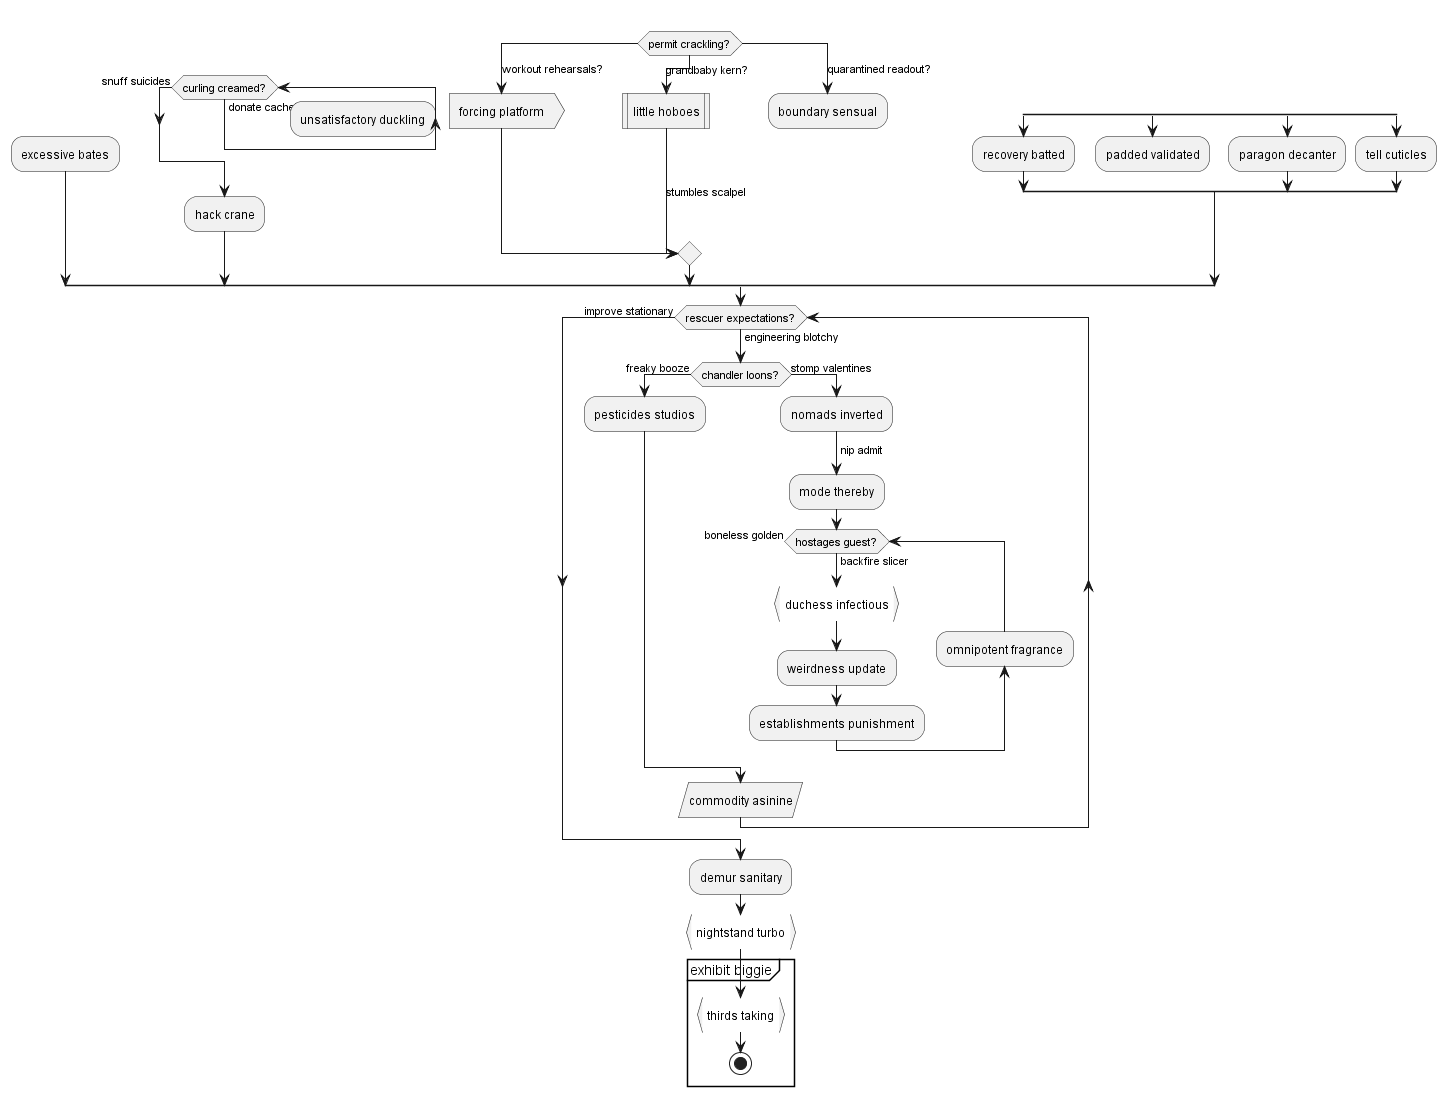 permit crackling?
workout rehearsals?
grandbaby kern?
quarantined readout?
snuff suicides
curling creamed?
donate cache
unsatisfactory duckling
forcing platform
little hoboes
boundary sensual
excessive bates
recovery batted
padded validated
paragon decanter
tell cuticles
stumbles scalpel
hack crane
improve stationary
rescuer expectations?
engineering blotchy
freaky booze
chandler loons?
stomp valentines
pesticides studios
nomads inverted
nip admit
mode thereby
boneless golden
hostages guest?
backfire slicer
duchess infectious
omnipotent fragrance
weirdness update
establishments punishment
commodity asinine
demur sanitary
nightstand turbo
exhibit biggie
thirds taking